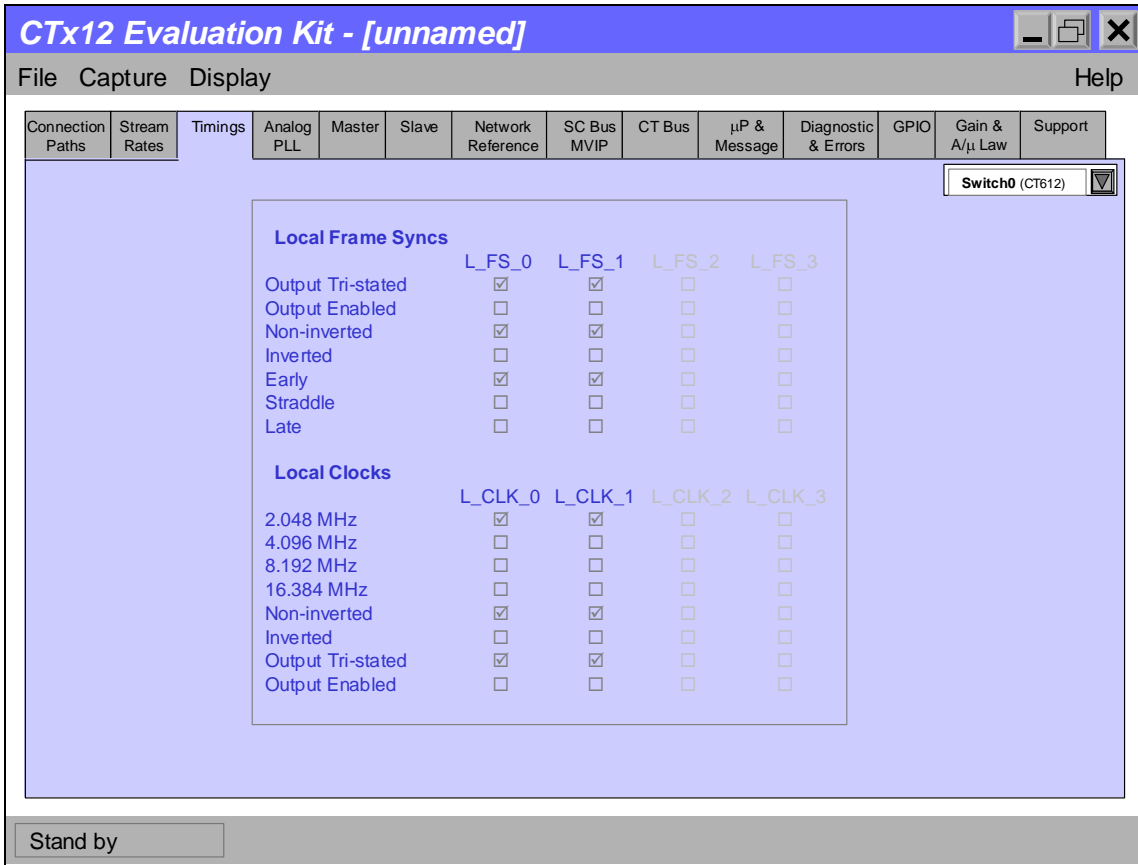 CTx12 Evaluation Kit - [unnamed]
File Capture Display Help
Connection Paths
Stream Rates
Timings
Analog PLL
Master
Slave
Network Reference
SC Bus MVIP
CT Bus
μP & Message
Diagnostic & Errors
GPIO
Gain & A/μ Law
Support
Switch0 (CT612)
Local Frame Syncs
L_FS_0 L_FS_1 L_FS_2 L_FS_3
Output Tri-stated
Output Enabled
Non-inverted
Inverted
Early
Straddle
Late
Local Clocks
L_CLK_0 L_CLK_1 L_CLK_2 L_CLK_3
2.048 MHz
4.096 MHz
8.192 MHz
16.384 MHz
Non-inverted
Inverted
Output Tri-stated
Output Enabled
Stand by